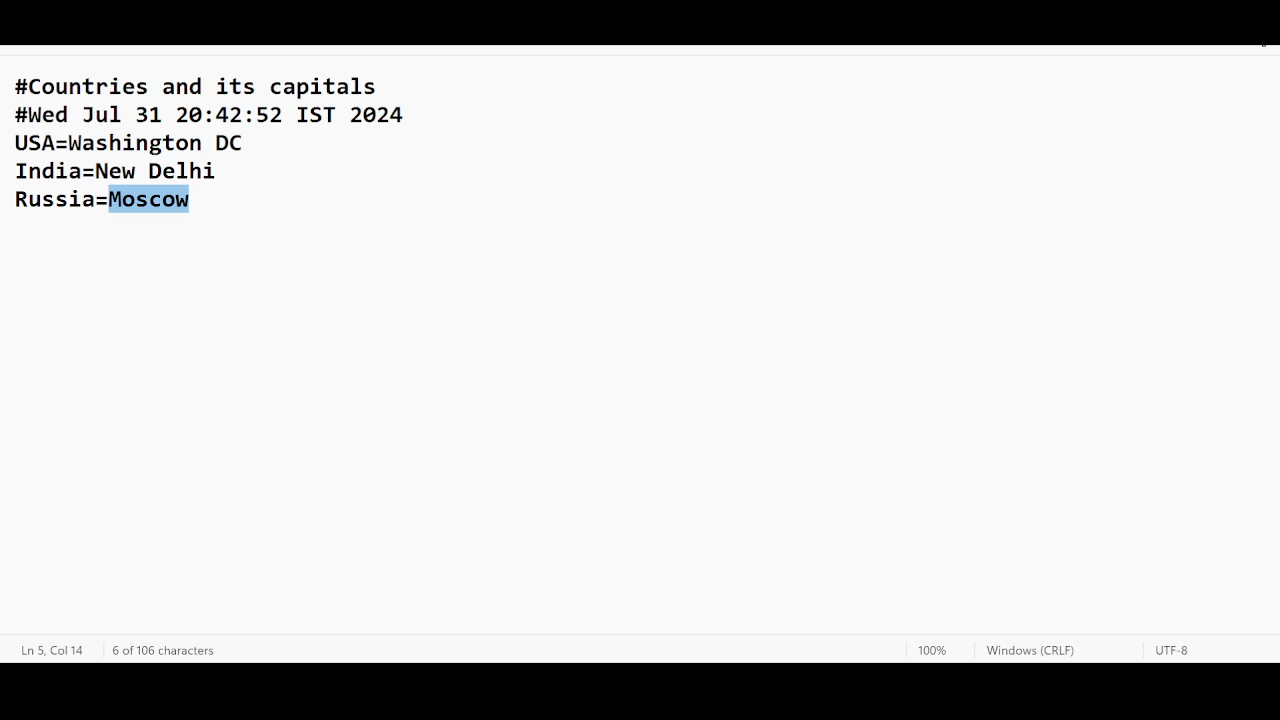 #Countries and its capitals
#Wed Jul 31 20:42:52 IST 2024
USA=Washington DC
India=New Delhi
Russia=Moscow
Ln 5, Col 14 6 of 106 characters 100% Windows (CRLF) UTF-8